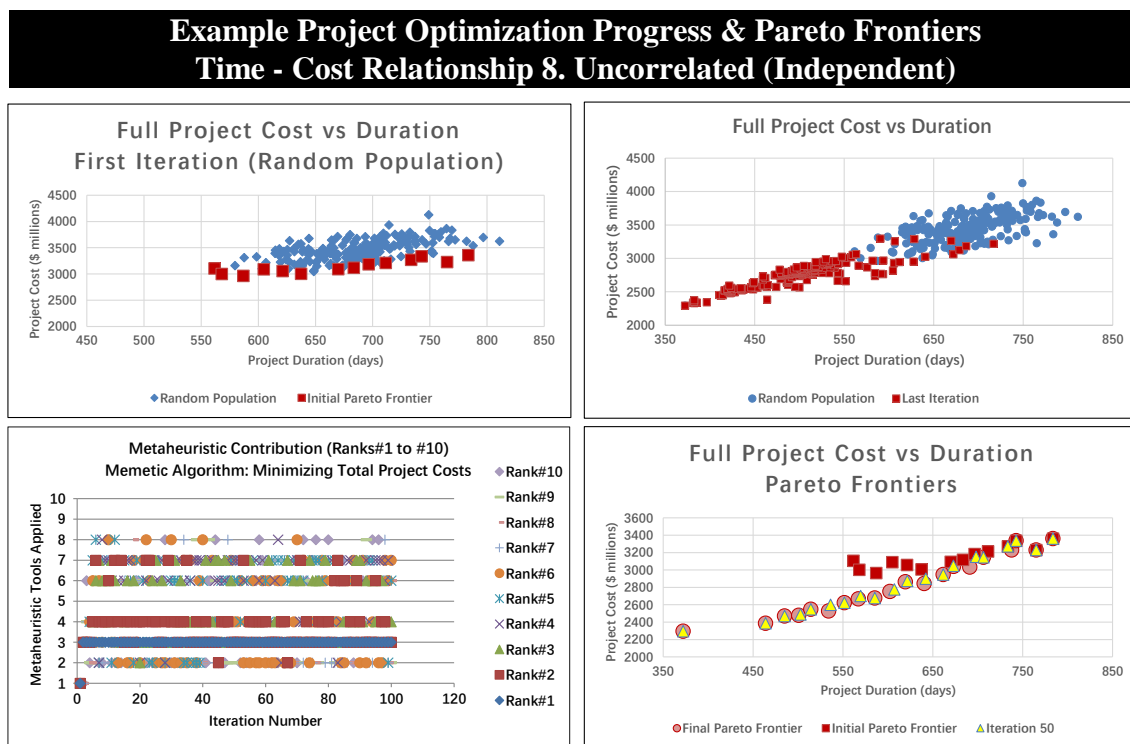 Example Project Optimization Progress & Pareto Frontiers
Time - Cost Relationship 8. Uncorrelated (Independent)
Full Project Cost vs Duration
First Iteration (Random Population)
Project Cost ($ millions)
4500
4000
3500
3000
2500
2000
450 500 550 600 650 700 750 800 850
Project Duration (days)
Random Population Initial Pareto Frontier
Full Project Cost vs Duration
Project Cost ($ millions)
4500
4000
3500
3000
2500
2000
350 450 550 650 750 850
Project Duration (days)
Random Population Last Iteration
Metaheuristic Contribution (Ranks#1 to #10)
Memetic Algorithm: Minimizing Total Project Costs
Metaheuristic Tools Applied
10
9
8
7
6
5
4
3
2
1
0 20 40 60 80 100 120
Iteration Number
Rank#10
Rank#9
Rank#8
Rank#7
Rank#6
Rank#5
Rank#4
Rank#3
Rank#2
Rank#1
Full Project Cost vs Duration
Pareto Frontiers
Project Cost ($ millions)
3600
3400
3200
3000
2800
2600
2400
2200
2000
350 450 550 650 750 850
Project Duration (days)
Final Pareto Frontier Initial Pareto Frontier Iteration 50